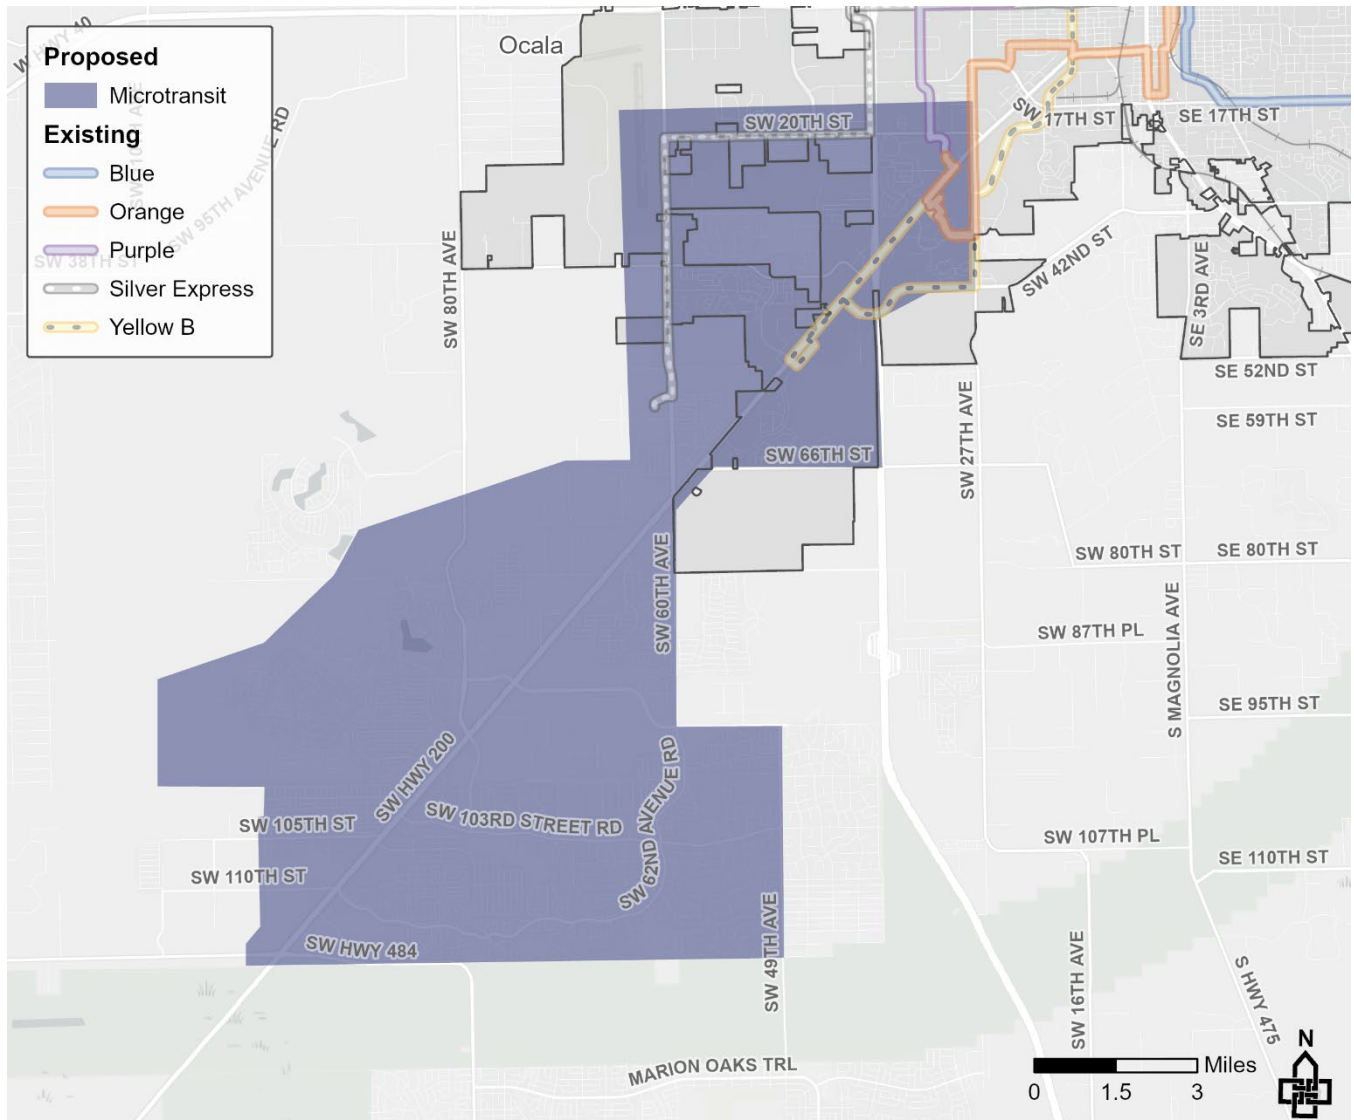 Proposed
Microtransit
Existing
Blue
Orange
Purple
Silver Express
Yellow B
W HWY 40
SW 95TH AVENUE RD
SW 38TH ST
Ocala
SW 80TH AVE
SW 20TH ST
SW 17TH ST
SE 17TH ST
SW 42ND ST
SE 3RD AVE
SE 52ND ST
SE 59TH ST
SW 27TH AVE
SW 66TH ST
SW 80TH ST
SE 80TH ST
SW 60TH AVE
SW 87TH PL
S MAGNOLIA AVE
SE 95TH ST
SW HWY 200
SW 62ND AVENUE RD
SW 103RD STREET RD
SW 105TH ST
SW 107TH PL
SW 110TH ST
SE 110TH ST
SW 49TH AVE
SW HWY 484
SW 16TH AVE
S HWY 475
MARION OAKS TRL
Miles
0 1.5 3
N